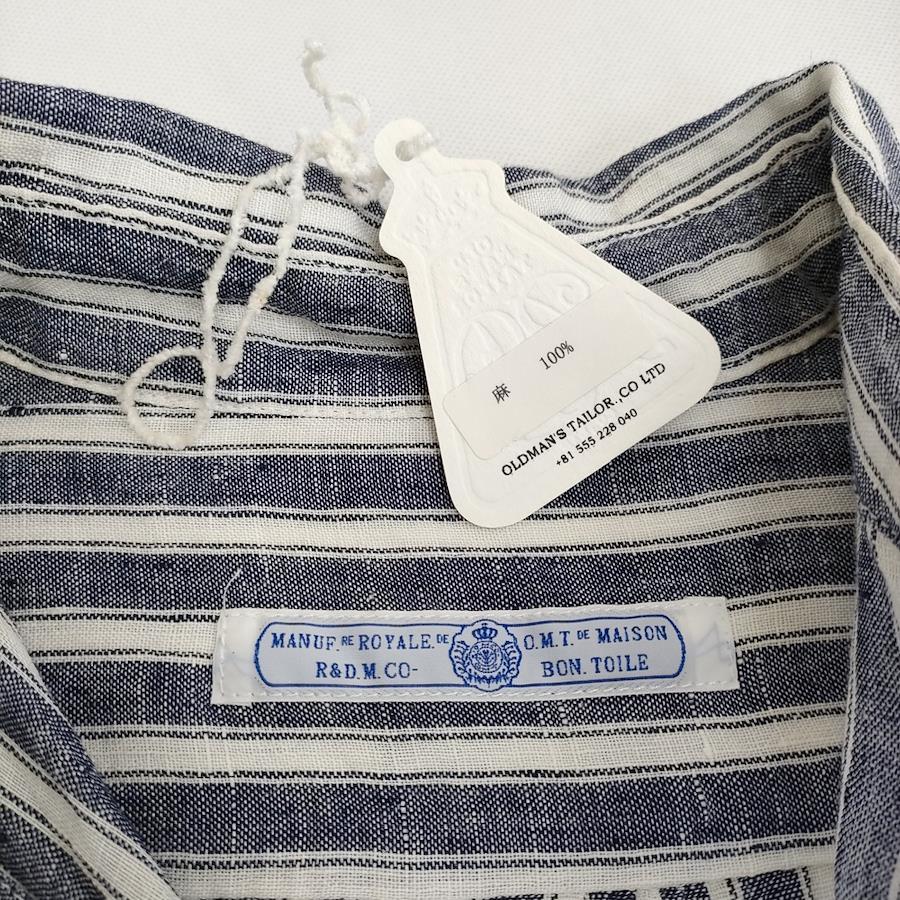 麻 100%
OLDMAN'S TAILOR.,CO LTD
+81 555 228 040
MANUF.RE ROYALE.DE O.M.T.DE MAISON
R&D.M.CO- BON.TOILE